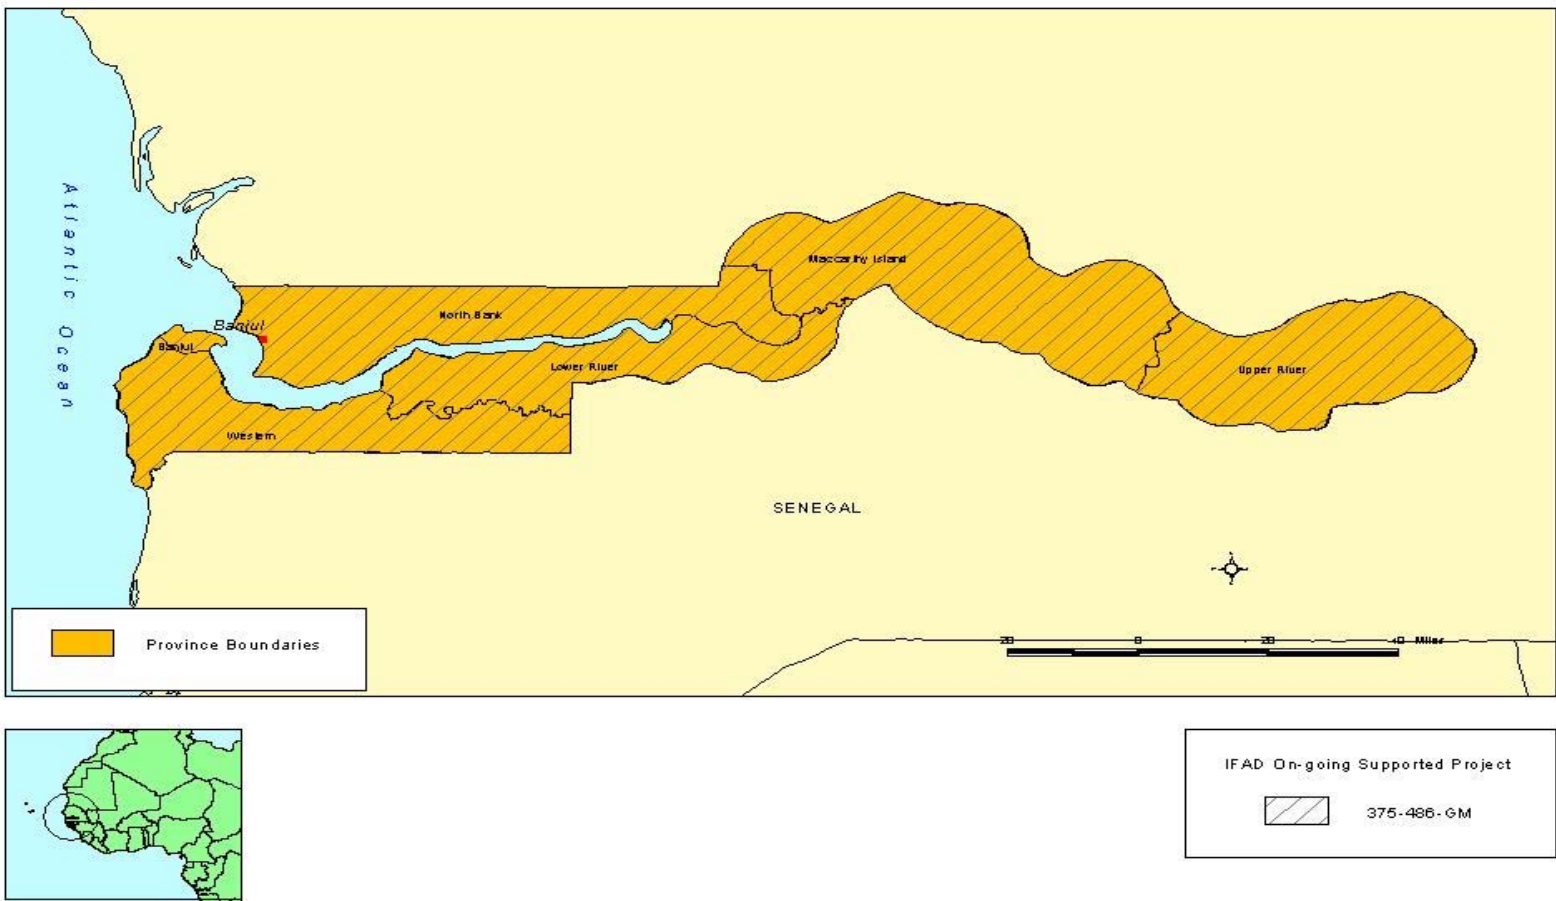 Atlantic Ocean
Maccarthy Island
North Bank
Banjul
Banjul
Lower River
Upper River
Western
SENEGAL
20 0 20 40 Miles
Province Boundaries
IFAD On-going Supported Project
375-486-GM